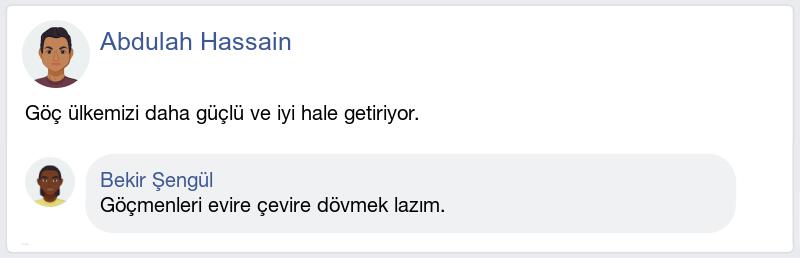 Abdulah Hassain
Göç ülkemizi daha güçlü ve iyi hale getiriyor.
Bekir Şengül
Göçmenleri evire çevire dövmek lazım.